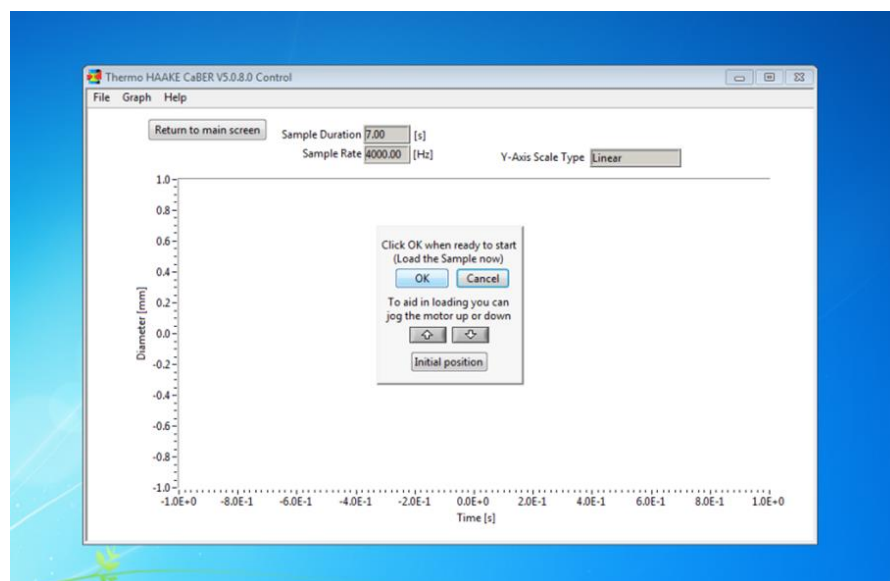 Thermo HAAKE CaBER V5.0.8.0 Control
File Graph Help
Return to main screen
Sample Duration 7.00 [s]
Sample Rate 4000.00 [Hz]
Y-Axis Scale Type Linear
Click OK when ready to start
(Load the Sample now)
OK Cancel
To aid in loading you can
jog the motor up or down
Initial position
Diameter [mm]
1.0
0.8
0.6
0.4
0.2
0.0
-0.2
-0.4
-0.6
-0.8
-1.0
-1.0E+0 -8.0E-1 -6.0E-1 -4.0E-1 -2.0E-1 0.0E+0 2.0E-1 4.0E-1 6.0E-1 8.0E-1 1.0E+0
Time [s]